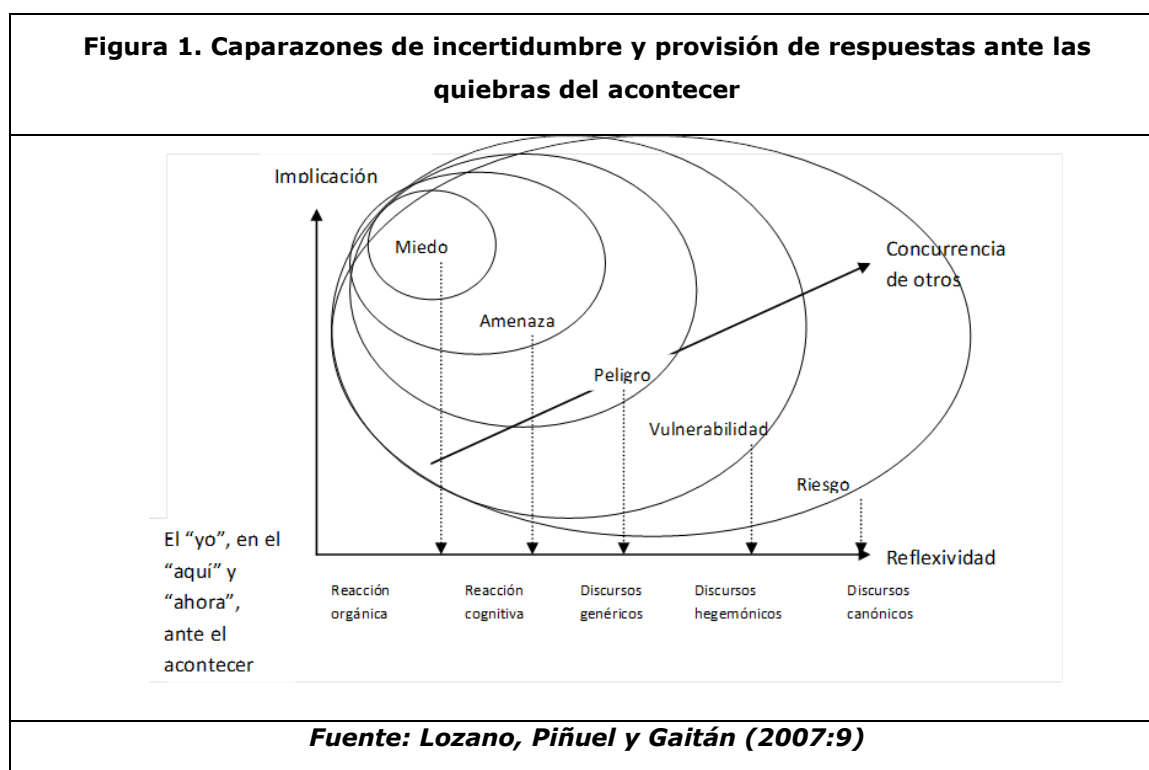 Figura 1. Caparazones de incertidumbre y provisión de respuestas ante las
quiebras del acontecer
Implicación
Miedo
Concurrencia
de otros
Amenaza
Peligro
Vulnerabilidad
Riesgo
El “yo”, en el
“aquí” y
“ahora”,
ante el
acontecer
Reflexividad
Reacción
orgánica
Reacción
cognitiva
Discursos
genéricos
Discursos
hegemónicos
Discursos
canónicos
Fuente: Lozano, Piñuel y Gaitán (2007:9)